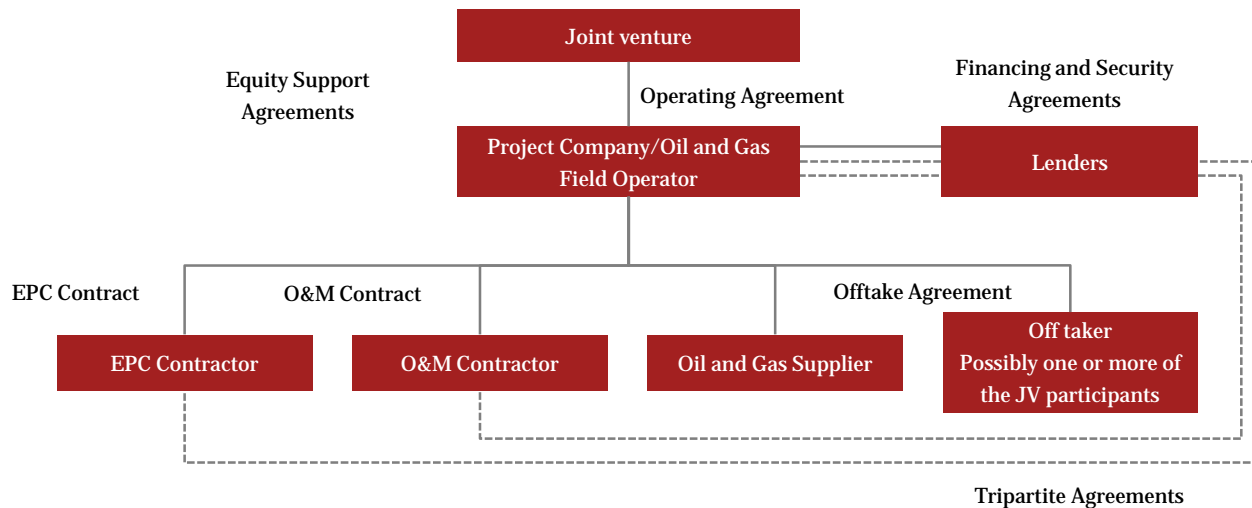 Joint venture
Equity Support
Agreements
Operating Agreement
Financing and Security
Agreements
Project Company/Oil and Gas
Field Operator
Lenders
EPC Contract
O&M Contract
Offtake Agreement
EPC Contractor
O&M Contractor
Oil and Gas Supplier
Off taker
Possibly one or more of
the JV participants
Tripartite Agreements